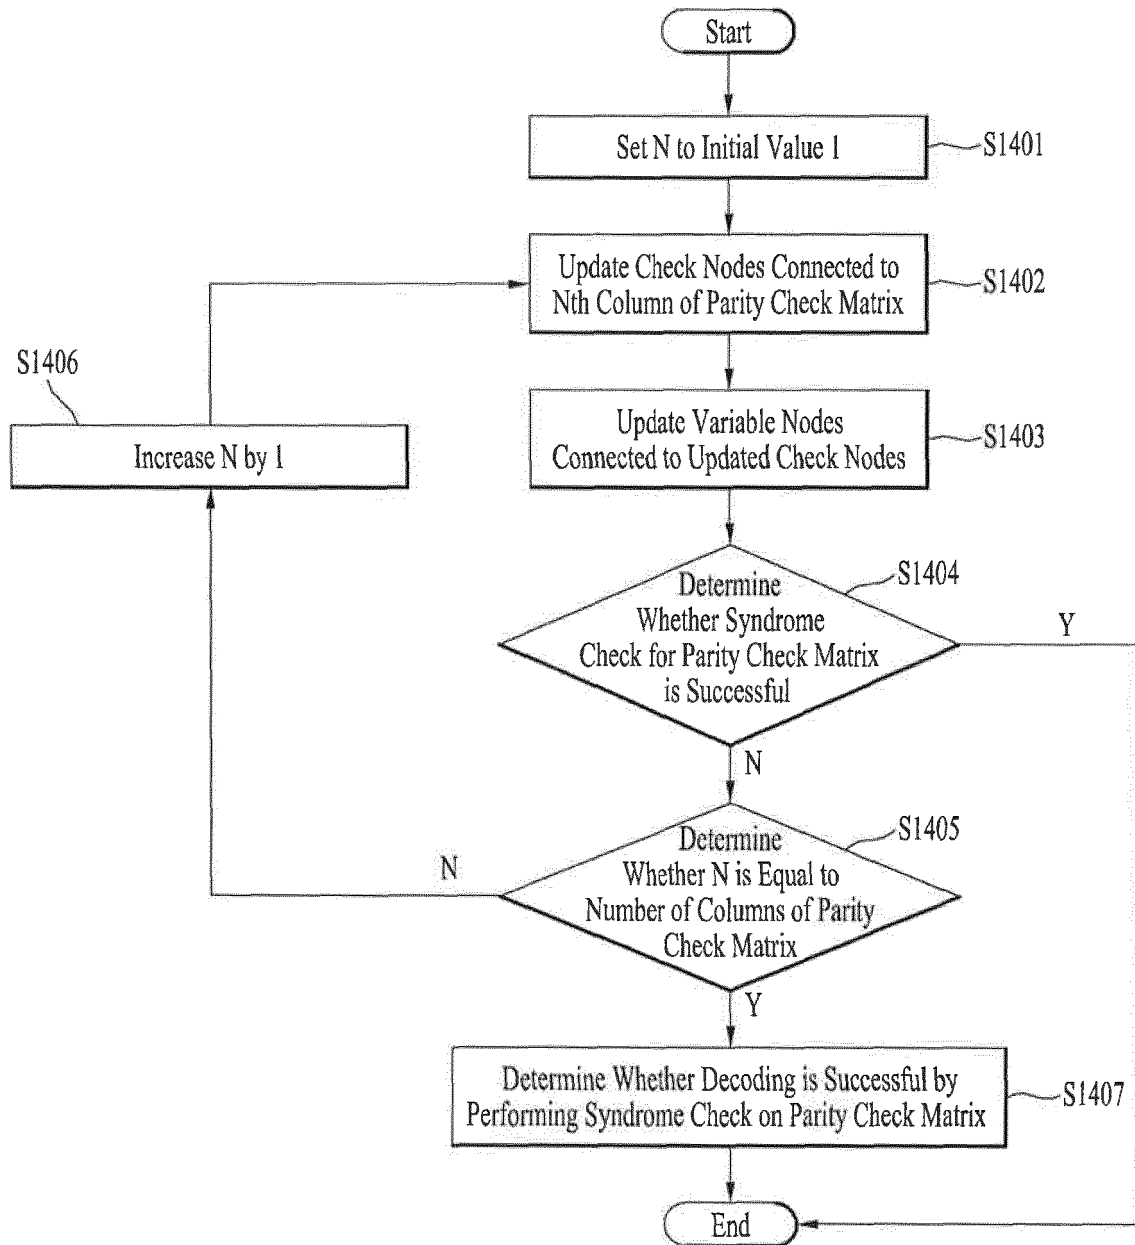 Start
Set N to Initial Value 1
S1401
Update Check Nodes Connected to
Nth Column of Parity Check Matrix
S1402
S1406
Increase N by 1
Update Variable Nodes
Connected to Updated Check Nodes
S1403
Determine
Whether Syndrome
Check for Parity Check Matrix
is Successful
S1404
Y
N
Determine
Whether N is Equal to
Number of Columns of Parity
Check Matrix
S1405
N
Y
Determine Whether Decoding is Successful by
Performing Syndrome Check on Parity Check Matrix
S1407
End